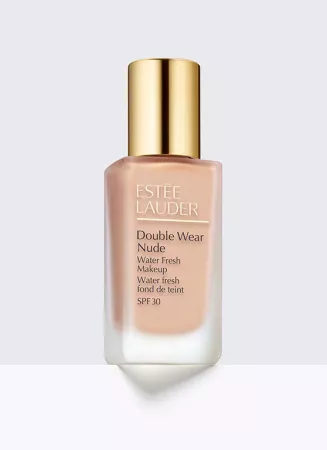 ESTĒE
LAUDER
Double Wear
Nude
Water Fresh
Makeup
Water fresh
fond de teint
SPF 30